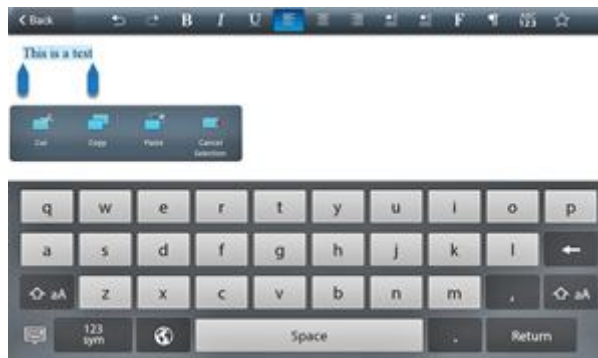 Back B I U F ¶ ABC 123
This is a test
Cut Copy Paste Cancel Selection
q w e r t y u i o p
a s d f g h j k l
aA z x c v b n m , aA
123 sym Space . Return